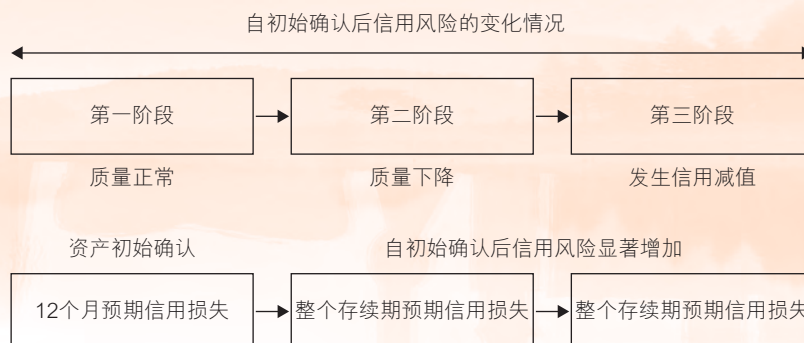 自初始确认后信用风险的变化情况
第一阶段 第二阶段 第三阶段
质量正常 质量下降 发生信用减值
资产初始确认 自初始确认后信用风险显著增加
12个月预期信用损失 整个存续期预期信用损失 整个存续期预期信用损失